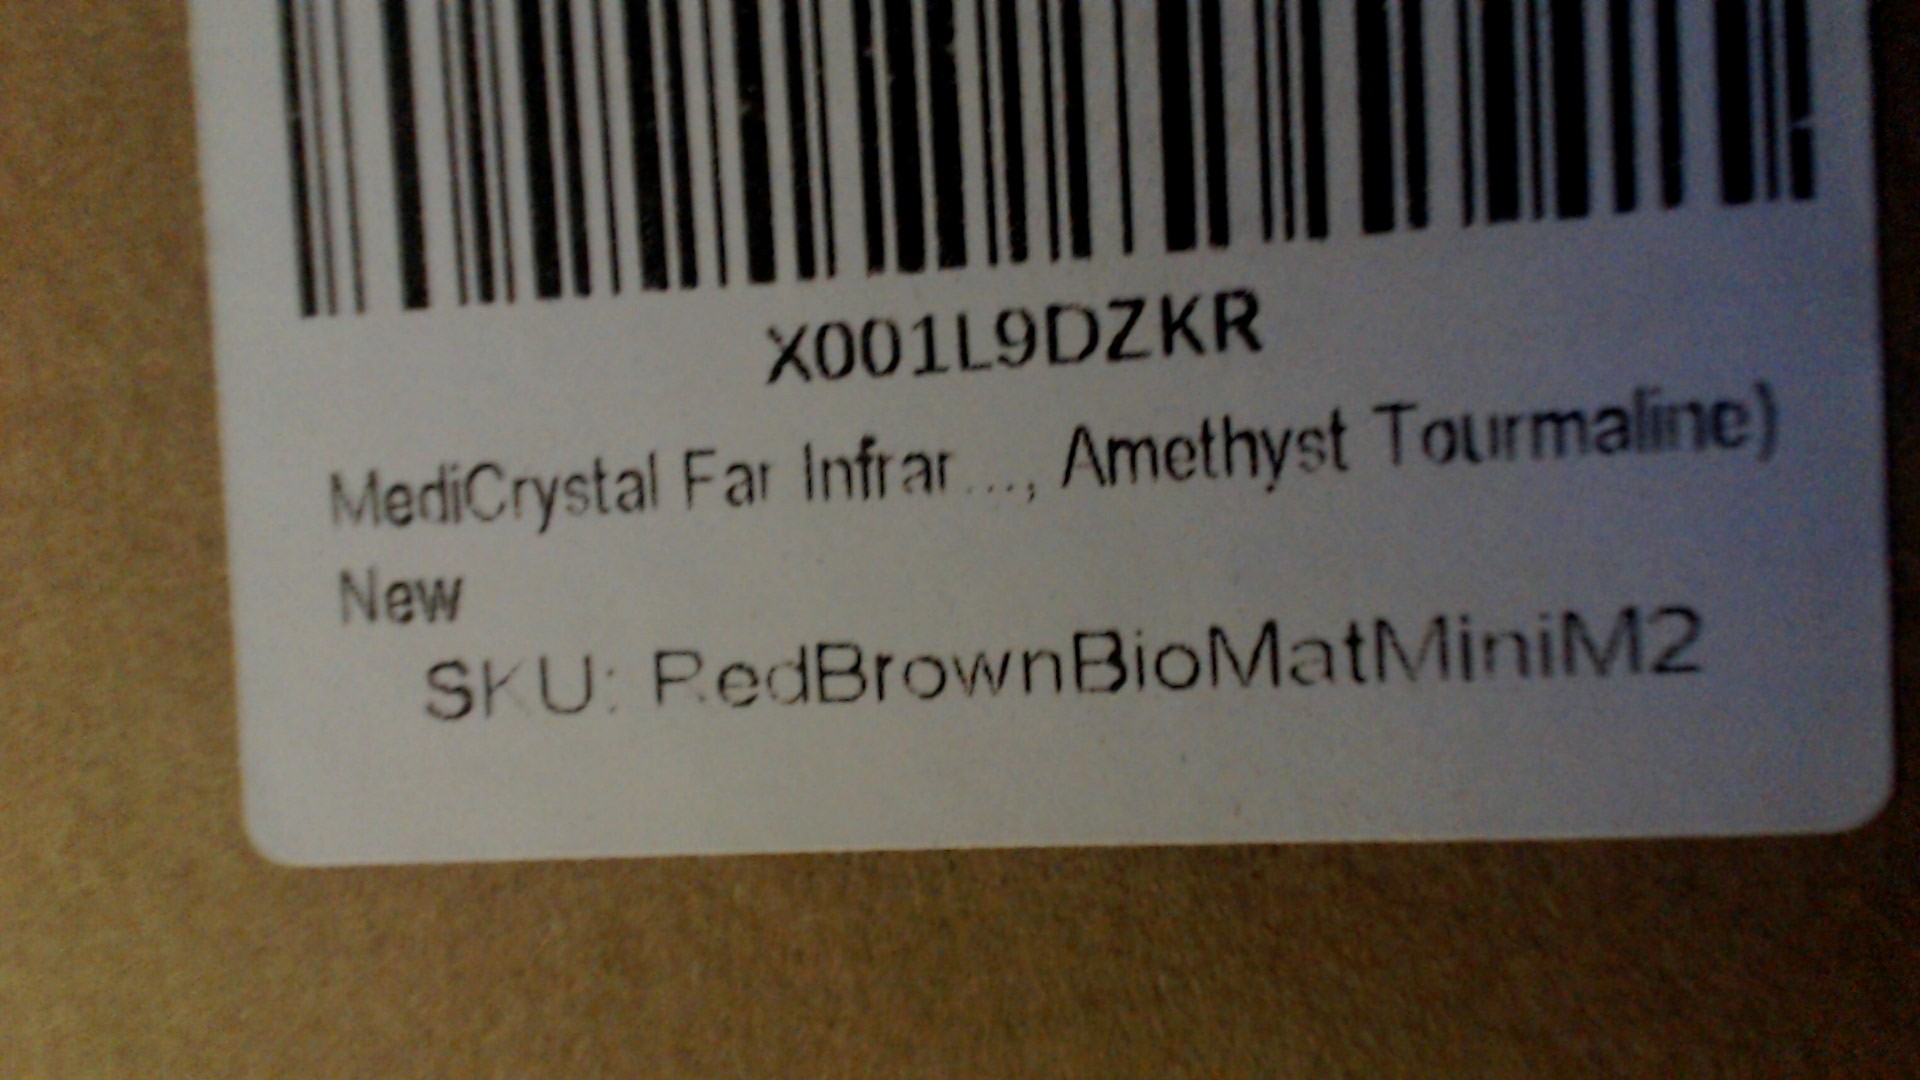 X001L9DZKR
MediCrystal Far Infrar..., Amethyst Tourmaline)
New
SKU: RedBrownBioMatMiniM2